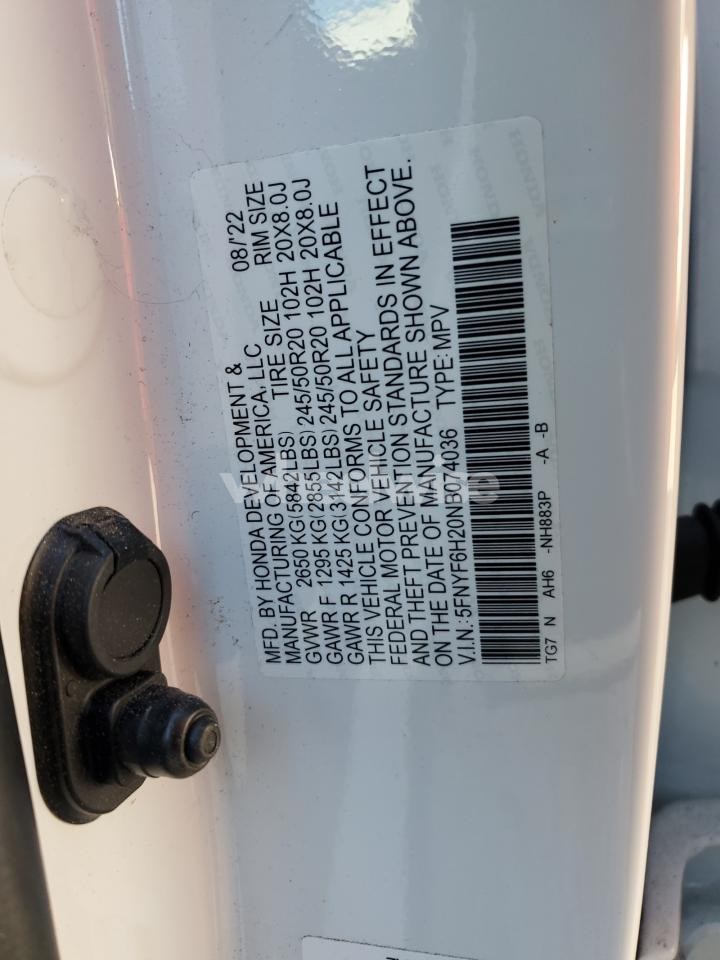 MFD. BY HONDA DEVELOPMENT & 08/'22
MANUFACTURING OF AMERICA, LLC
TIRE SIZE RIM SIZE
GVWR 2650 KG(5842LBS)
GAWR F 1295 KG(2855LBS) 245/50R20 102H 20X8.0J
GAWR R 1425 KG(3142LBS) 245/50R20 102H 20X8.0J
THIS VEHICLE CONFORMS TO ALL APPLICABLE
FEDERAL MOTOR VEHICLE SAFETY
AND THEFT PREVENTION STANDARDS IN EFFECT
ON THE DATE OF MANUFACTURE SHOWN ABOVE.
V.I.N.: 5FNYF6H20NB074036 TYPE: MPV
TG7 N AH6 -NH883P -A -B